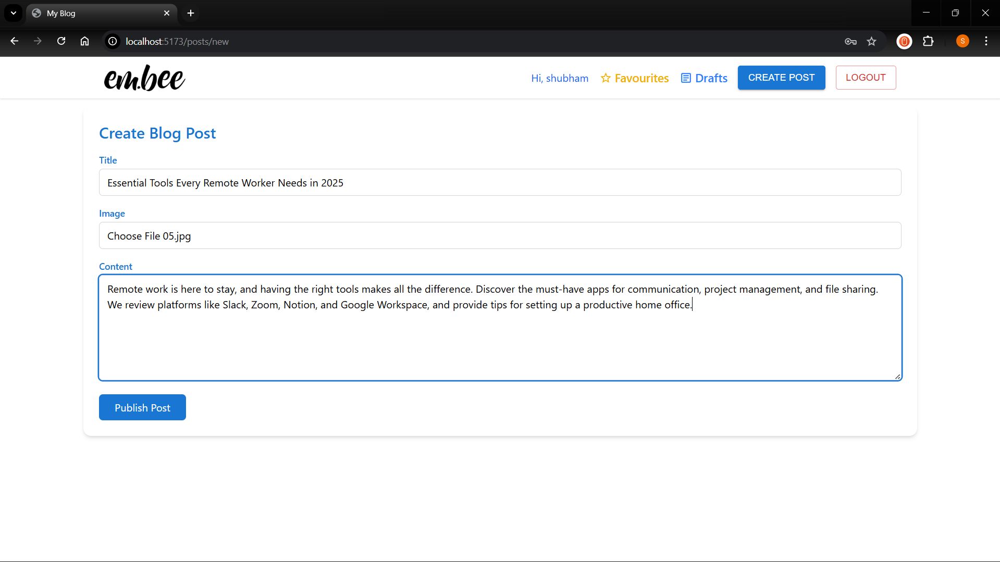 My Blog
localhost:5173/posts/new
S
em.bee
Hi, shubham
Favourites
Drafts
CREATE POST
LOGOUT
Create Blog Post
Title
Essential Tools Every Remote Worker Needs in 2025
Image
Choose File 05.jpg
Content
Remote work is here to stay, and having the right tools makes all the difference. Discover the must-have apps for communication, project management, and file sharing.
We review platforms like Slack, Zoom, Notion, and Google Workspace, and provide tips for setting up a productive home office.
Publish Post